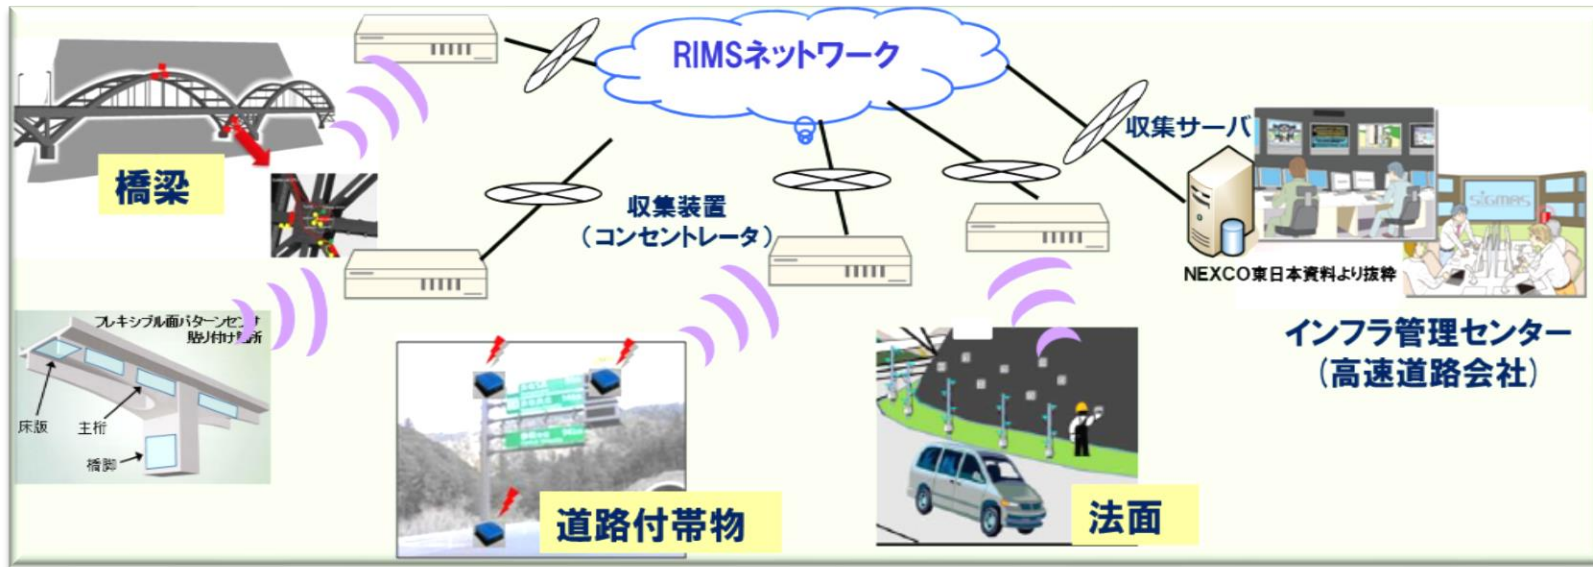 RIMSネットワーク
収集サーバ
橋梁
収集装置
(コンセントレータ)
SIGMAS
NEXCO東日本資料より抜粋
フレキシブル面パターンセンサ
貼り付け箇所
インフラ管理センター
(高速道路会社)
床版
主桁
橋脚
道路付帯物
法面